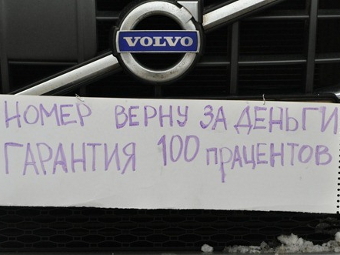 VOLVO
НОМЕР ВЕРНУ ЗА ДЕНЬГИ
ГАРАНТИЯ 100 ПРАЦЕНТОВ